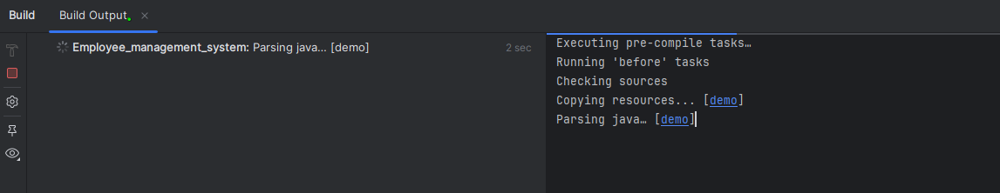 Build
Build Output
Employee_management_system: Parsing java... [demo]
2 sec
Executing pre-compile tasks…
Running 'before' tasks
Checking sources
Copying resources... [demo]
Parsing java… [demo]